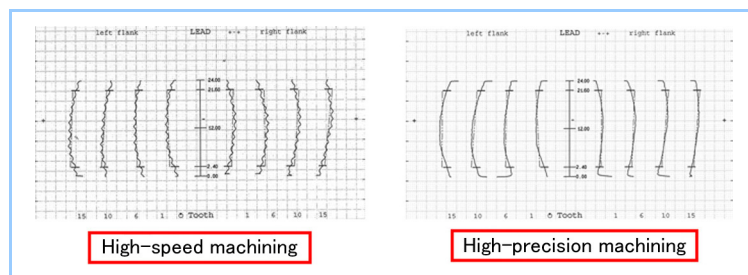 left flank LEAD right flank
24.00
21.00
12.00
2.40
0.00
15 10 6 1 Tooth 1 6 10 15
High-speed machining
left flank LEAD right flank
24.00
21.00
12.00
2.40
0.00
15 10 6 1 Tooth 1 6 10 15
High-precision machining